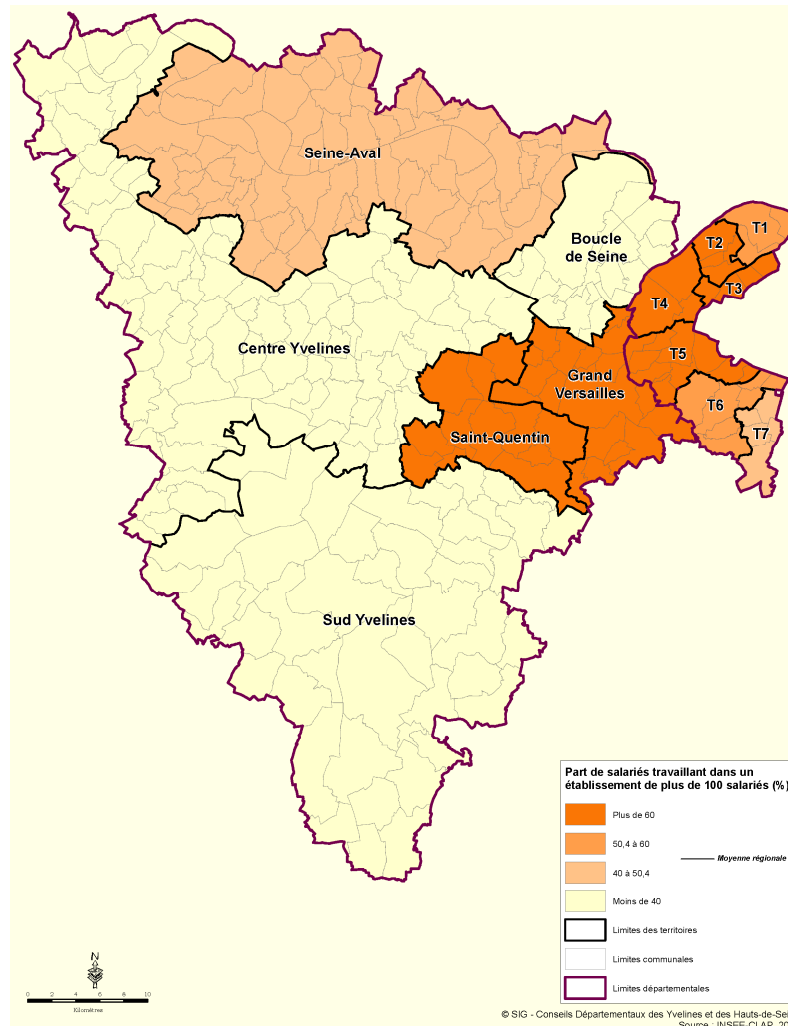 Seine-Aval
Boucle
de Seine
T1
T2
T3
T4
Centre Yvelines
Grand
Versailles
T5
T6
T7
Saint-Quentin
Sud Yvelines
Part de salariés travaillant dans un
établissement de plus de 100 salariés (%)
Plus de 60
50,4 à 60
Moyenne régionale
40 à 50,4
Moins de 40
Limites des territoires
Limites communales
Limites départementales
N
0 2 4 6 8 10
Kilomètres
© SIG - Conseils Départementaux des Yvelines et des Hauts-de-Sei
Source : INSEE-CLAP, 20